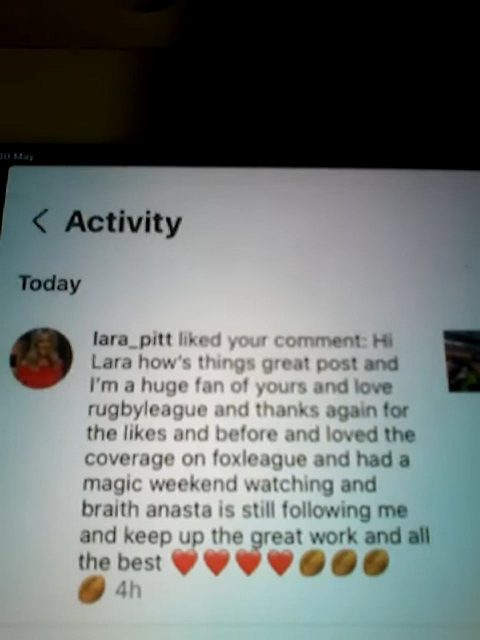 30 May
< Activity
Today
lara_pitt liked your comment: Hi
Lara how's things great post and
I'm a huge fan of yours and love
rugbyleague and thanks again for
the likes and before and loved the
coverage on foxleague and had a
magic weekend watching and
braith anasta is still following me
and keep up the great work and all
the best ❤️❤️❤️❤️🏉🏉🏉
🏉 4h